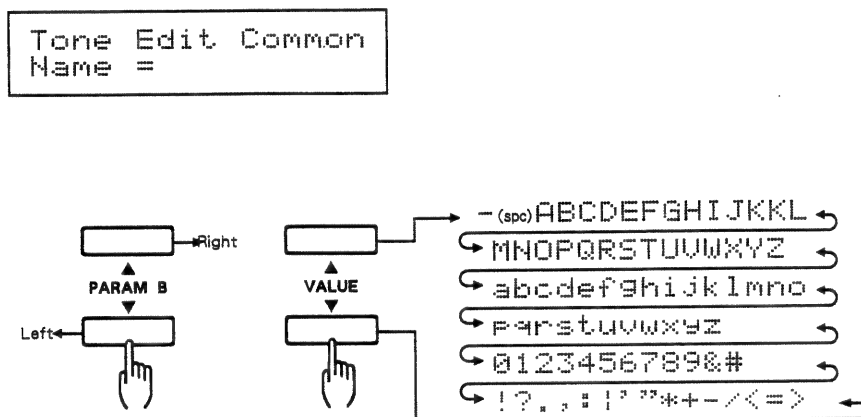 Tone Edit Common
Name =
- (spc)ABCDEFGHIJKKL
Right
MNOPQRSTUVWXYZ
PARAM B
VALUE
abcdefghijklmno
Left
pqrstuvwxyz
0123456789&#
!?.,:¦'"*+-/<=>